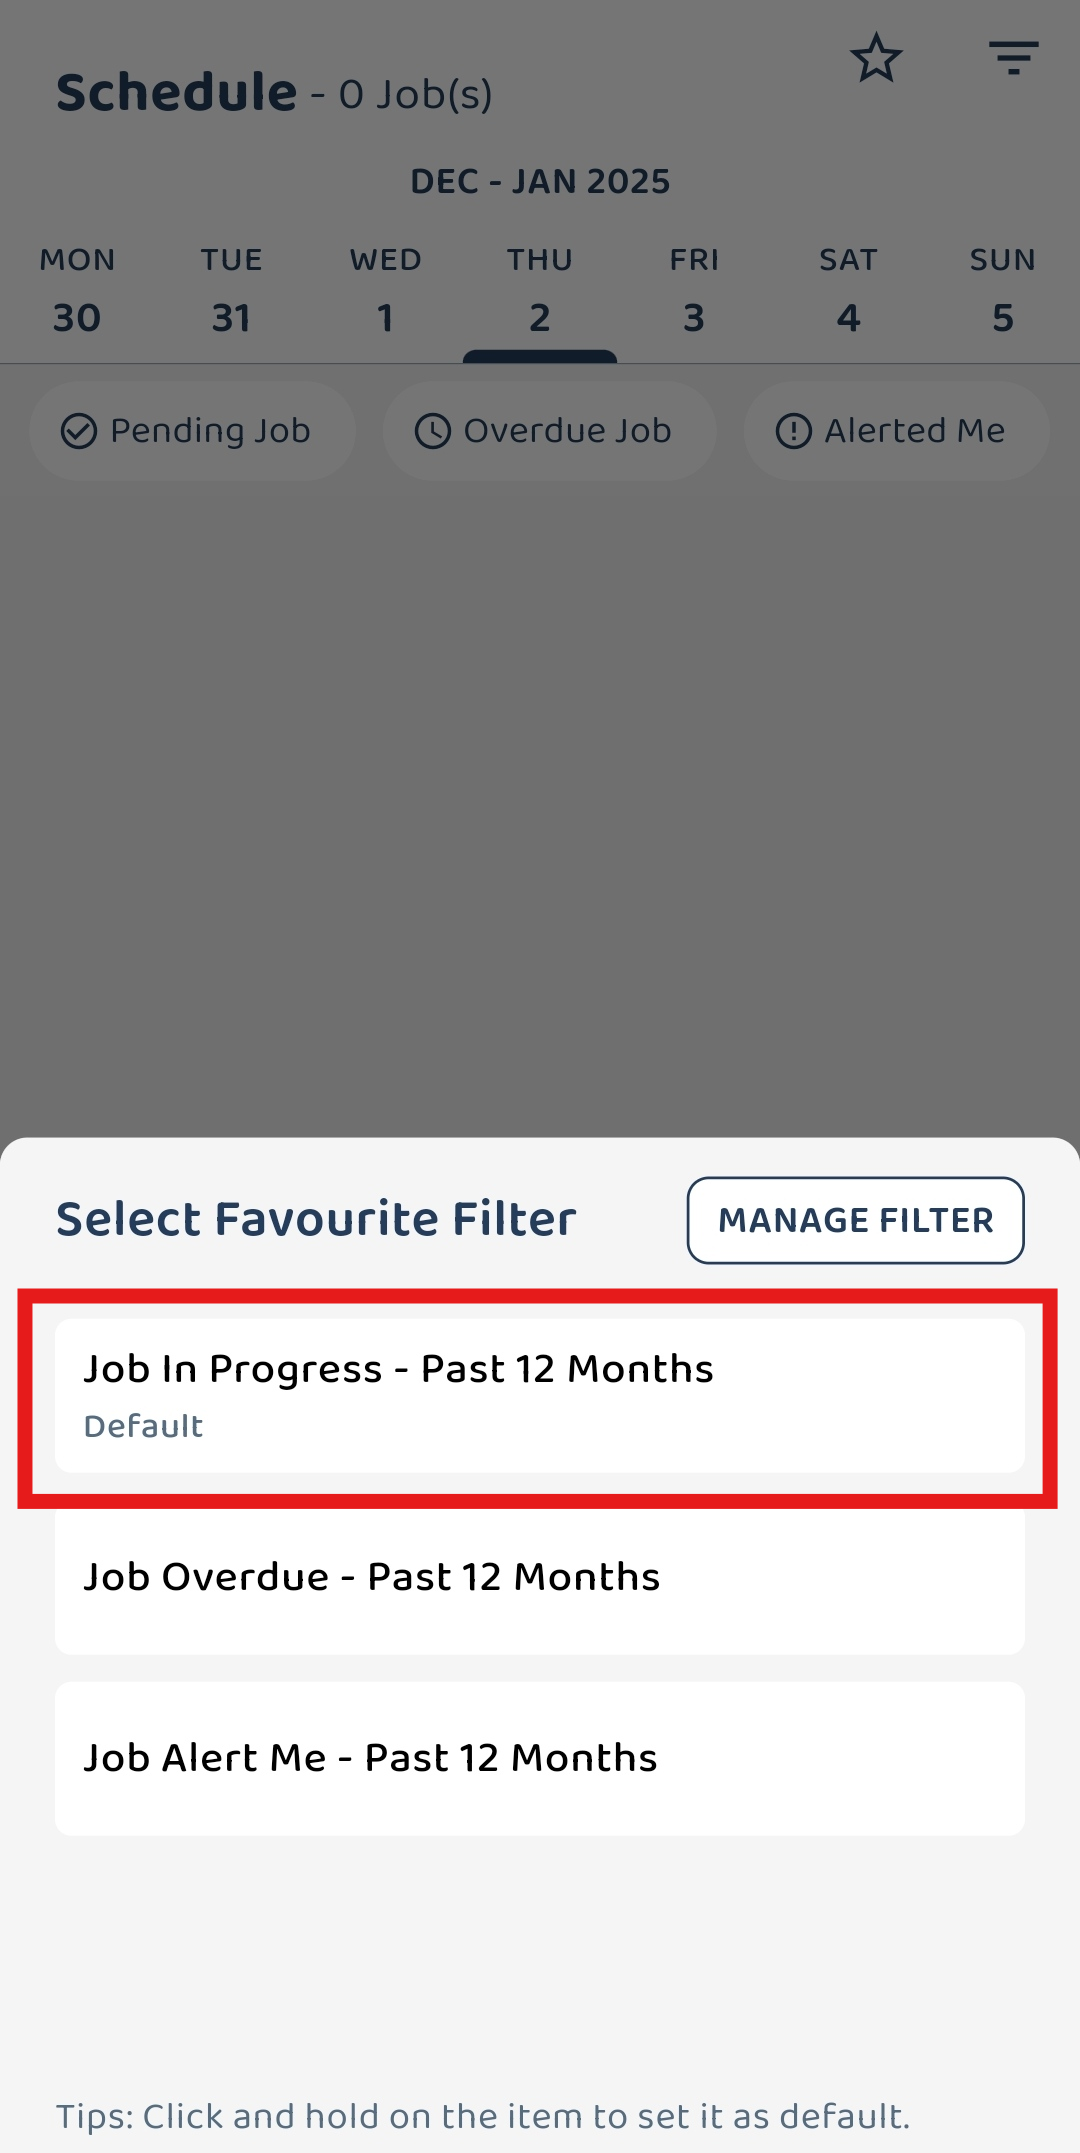 Schedule - 0 Job(s)
DEC - JAN 2025
MON TUE WED THU FRI SAT SUN
30 31 1 2 3 4 5
Pending Job Overdue Job Alerted Me
Select Favourite Filter MANAGE FILTER
Job In Progress - Past 12 Months
Default
Job Overdue - Past 12 Months
Job Alert Me - Past 12 Months
Tips: Click and hold on the item to set it as default.